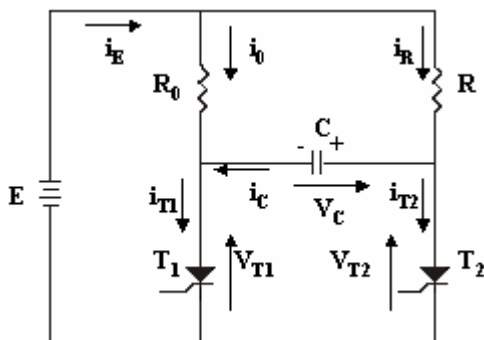 i_E
i_0
i_R
R_0
R
C
- +
E
i_T1
i_C
V_C
i_T2
T_1
V_T1
V_T2
T_2